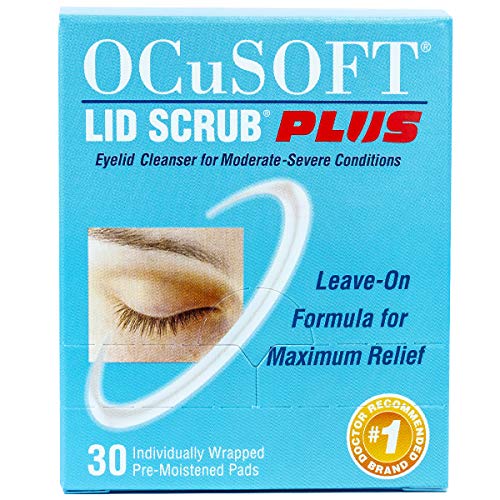 OCuSOFT®
LID SCRUB® PLUS
Eyelid Cleanser for Moderate-Severe Conditions
Leave-On
Formula for
Maximum Relief
DOCTOR RECOMMENDED
#1
BRAND
30 Individually Wrapped
Pre-Moistened Pads